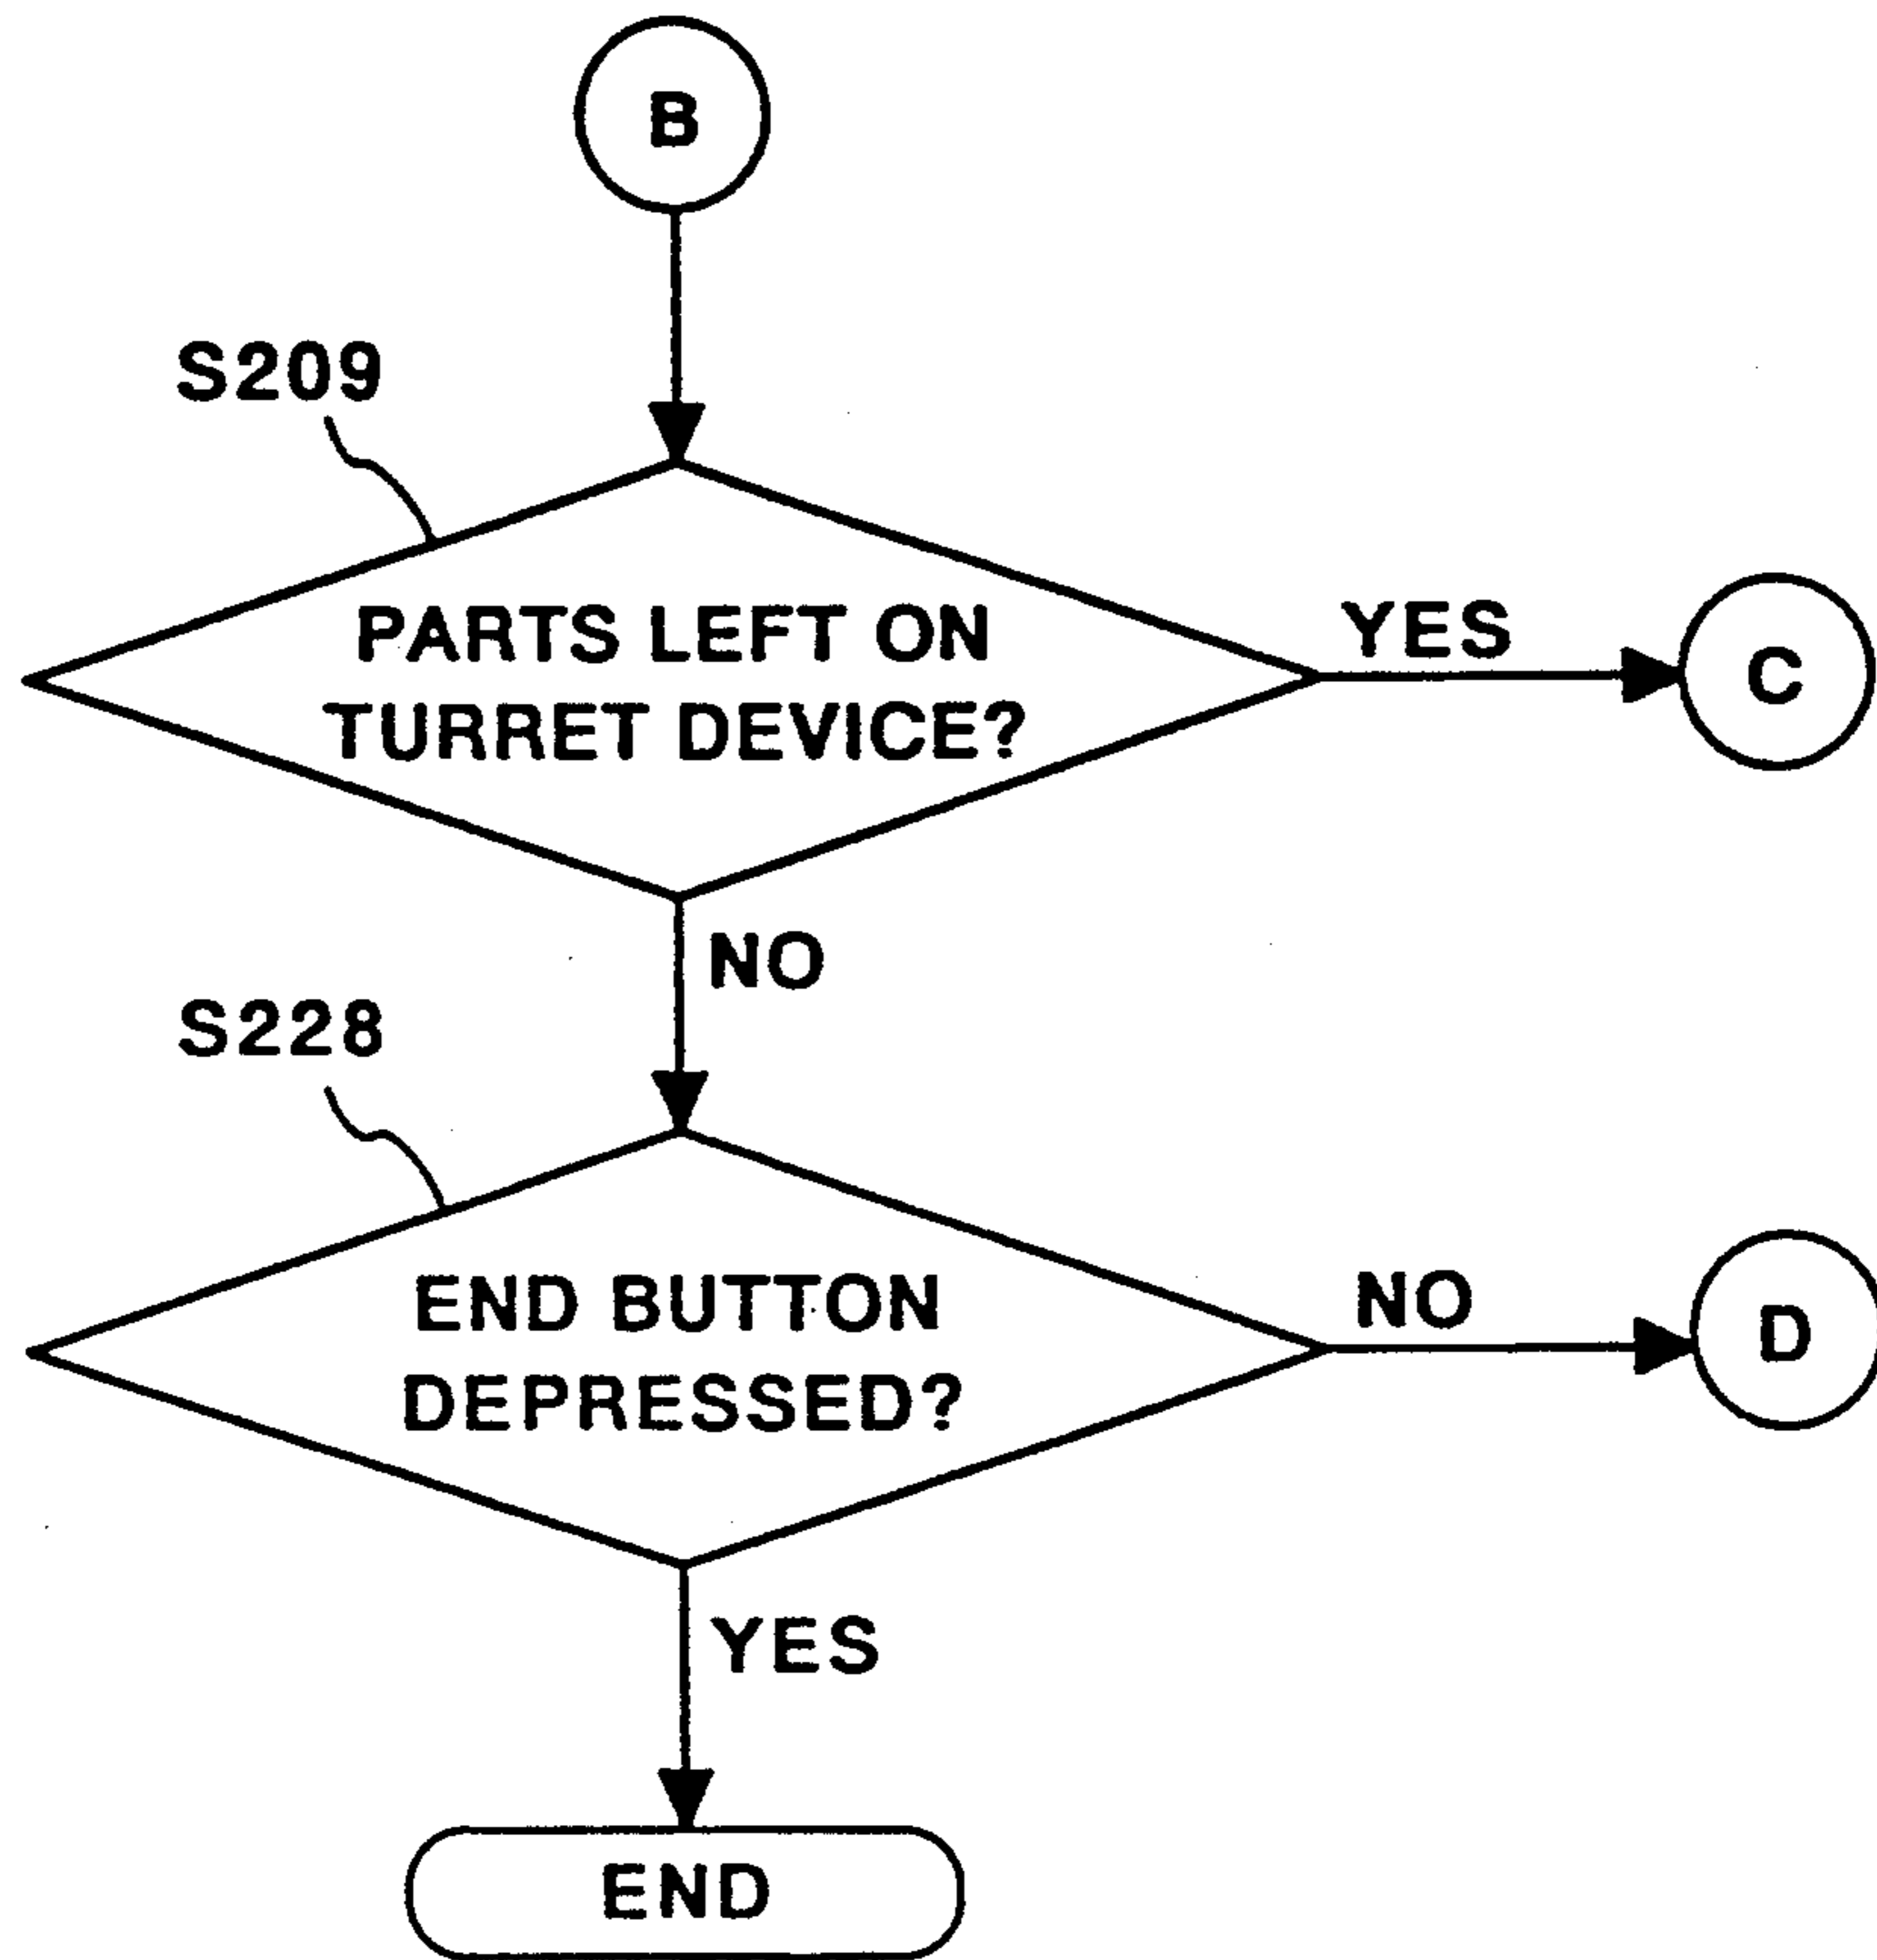 B
S209
PARTS LEFT ON
TURRET DEVICE?
YES
C
NO
S228
END BUTTON
DEPRESSED?
NO
D
YES
END